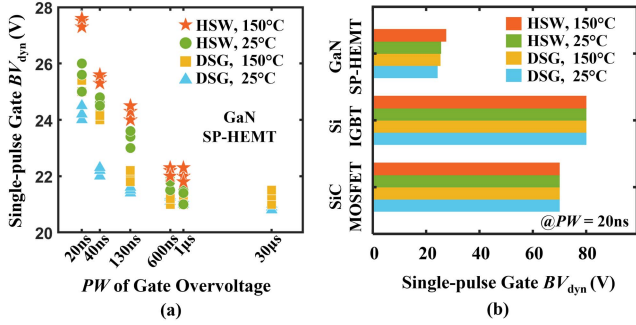 Single-pulse Gate BVdyn (V)
28
26
24
22
20
HSW, 150°C
HSW, 25°C
DSG, 150°C
DSG, 25°C
GaN
SP-HEMT
20ns
40ns
130ns
600ns
1μs
30μs
PW of Gate Overvoltage
(a)
HSW, 150°C
HSW, 25°C
DSG, 150°C
DSG, 25°C
GaN
SP-HEMT
Si
IGBT
SiC
MOSFET
@PW = 20ns
0 20 40 60 80
Single-pulse Gate BVdyn (V)
(b)